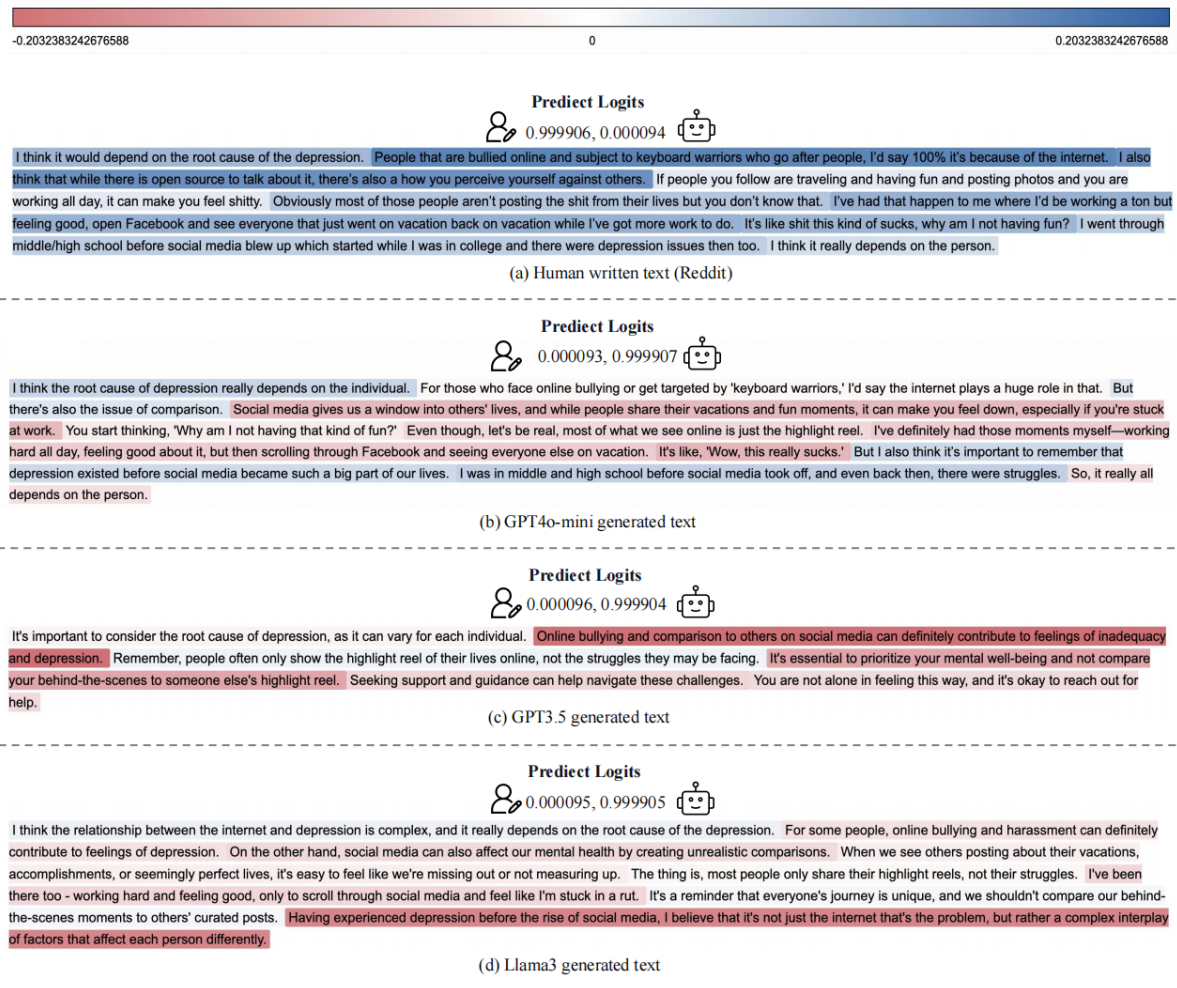 -0.2032383242676588 0 0.2032383242676588
Prediect Logits
0.999906, 0.000094
I think it would depend on the root cause of the depression. People that are bullied online and subject to keyboard warriors who go after people, I'd say 100% it's because of the internet. I also
think that while there is open source to talk about it, there's also a how you perceive yourself against others. If people you follow are traveling and having fun and posting photos and you are
working all day, it can make you feel shitty. Obviously most of those people aren't posting the shit from their lives but you don't know that. I've had that happen to me where I'd be working a ton but
feeling good, open Facebook and see everyone that just went on vacation back on vacation while I've got more work to do. It's like shit this kind of sucks, why am I not having fun? I went through
middle/high school before social media blew up which started while I was in college and there were depression issues then too. I think it really depends on the person.
(a) Human written text (Reddit)
Prediect Logits
0.000093, 0.999907
I think the root cause of depression really depends on the individual. For those who face online bullying or get targeted by 'keyboard warriors,' I'd say the internet plays a huge role in that. But
there's also the issue of comparison. Social media gives us a window into others' lives, and while people share their vacations and fun moments, it can make you feel down, especially if you're stuck
at work. You start thinking, 'Why am I not having that kind of fun?' Even though, let's be real, most of what we see online is just the highlight reel. I've definitely had those moments myself—working
hard all day, feeling good about it, but then scrolling through Facebook and seeing everyone else on vacation. It's like, 'Wow, this really sucks.' But I also think it's important to remember that
depression existed before social media became such a big part of our lives. I was in middle and high school before social media took off, and even back then, there were struggles. So, it really all
depends on the person.
(b) GPT4o-mini generated text
Prediect Logits
0.000096, 0.999904
It's important to consider the root cause of depression, as it can vary for each individual. Online bullying and comparison to others on social media can definitely contribute to feelings of inadequacy
and depression. Remember, people often only show the highlight reel of their lives online, not the struggles they may be facing. It's essential to prioritize your mental well-being and not compare
your behind-the-scenes to someone else's highlight reel. Seeking support and guidance can help navigate these challenges. You are not alone in feeling this way, and it's okay to reach out for
help.
(c) GPT3.5 generated text
Prediect Logits
0.000095, 0.999905
I think the relationship between the internet and depression is complex, and it really depends on the root cause of the depression. For some people, online bullying and harassment can definitely
contribute to feelings of depression. On the other hand, social media can also affect our mental health by creating unrealistic comparisons. When we see others posting about their vacations,
accomplishments, or seemingly perfect lives, it's easy to feel like we're missing out or not measuring up. The thing is, most people only share their highlight reels, not their struggles. I've been
there too - working hard and feeling good, only to scroll through social media and feel like I'm stuck in a rut. It's a reminder that everyone's journey is unique, and we shouldn't compare our behind-
the-scenes moments to others' curated posts. Having experienced depression before the rise of social media, I believe that it's not just the internet that's the problem, but rather a complex interplay
of factors that affect each person differently.
(d) Llama3 generated text